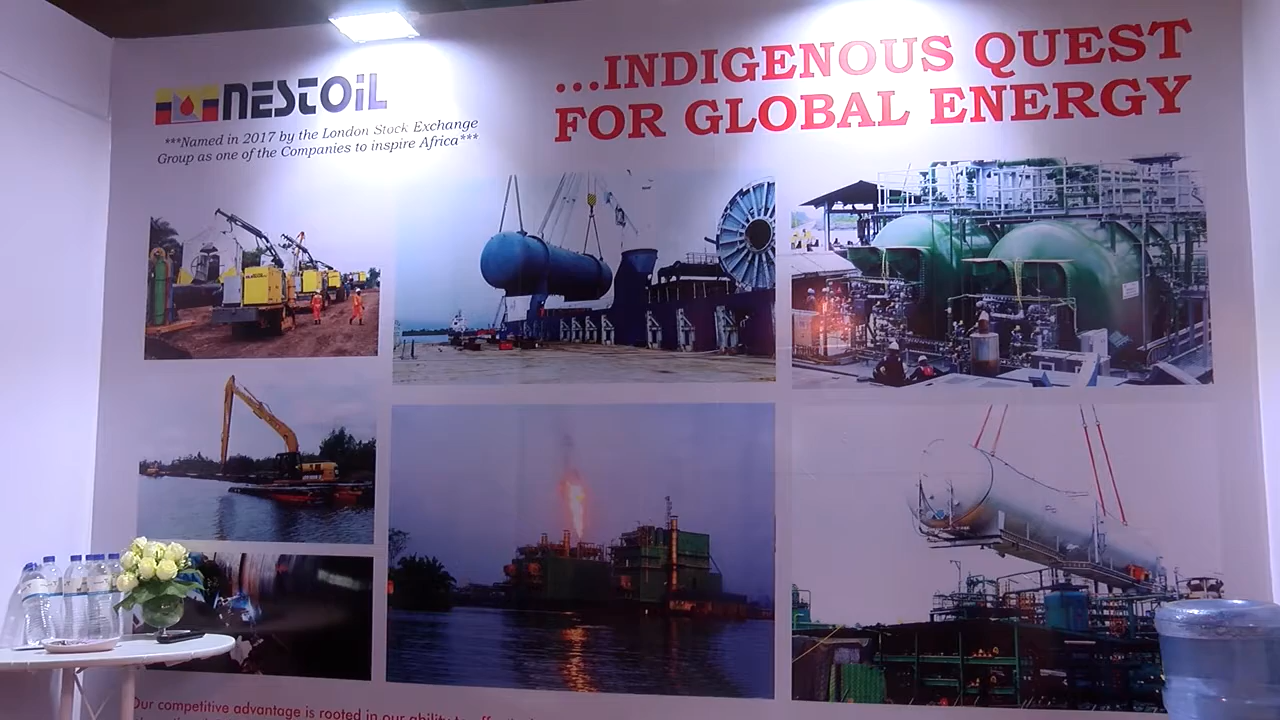 NESTOiL
***Named in 2017 by the London Stock Exchange
Group as one of the Companies to inspire Africa***
...INDIGENOUS QUEST
FOR GLOBAL ENERGY
Our competitive advantage is rooted in our ability to